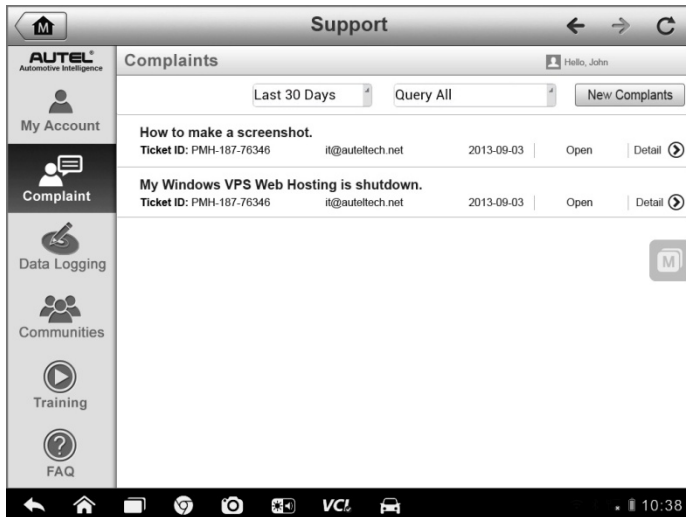 M
Support
AUTEL®
Automotive Intelligence
Complaints
Hello, John
Last 30 Days
Query All
New Complants
My Account
How to make a screenshot.
Ticket ID: PMH-187-76346 it@auteltech.net 2013-09-03 Open Detail
Complaint
My Windows VPS Web Hosting is shutdown.
Ticket ID: PMH-187-76346 it@auteltech.net 2013-09-03 Open Detail
Data Logging
M
Communities
Training
?
FAQ
VCI
10:38